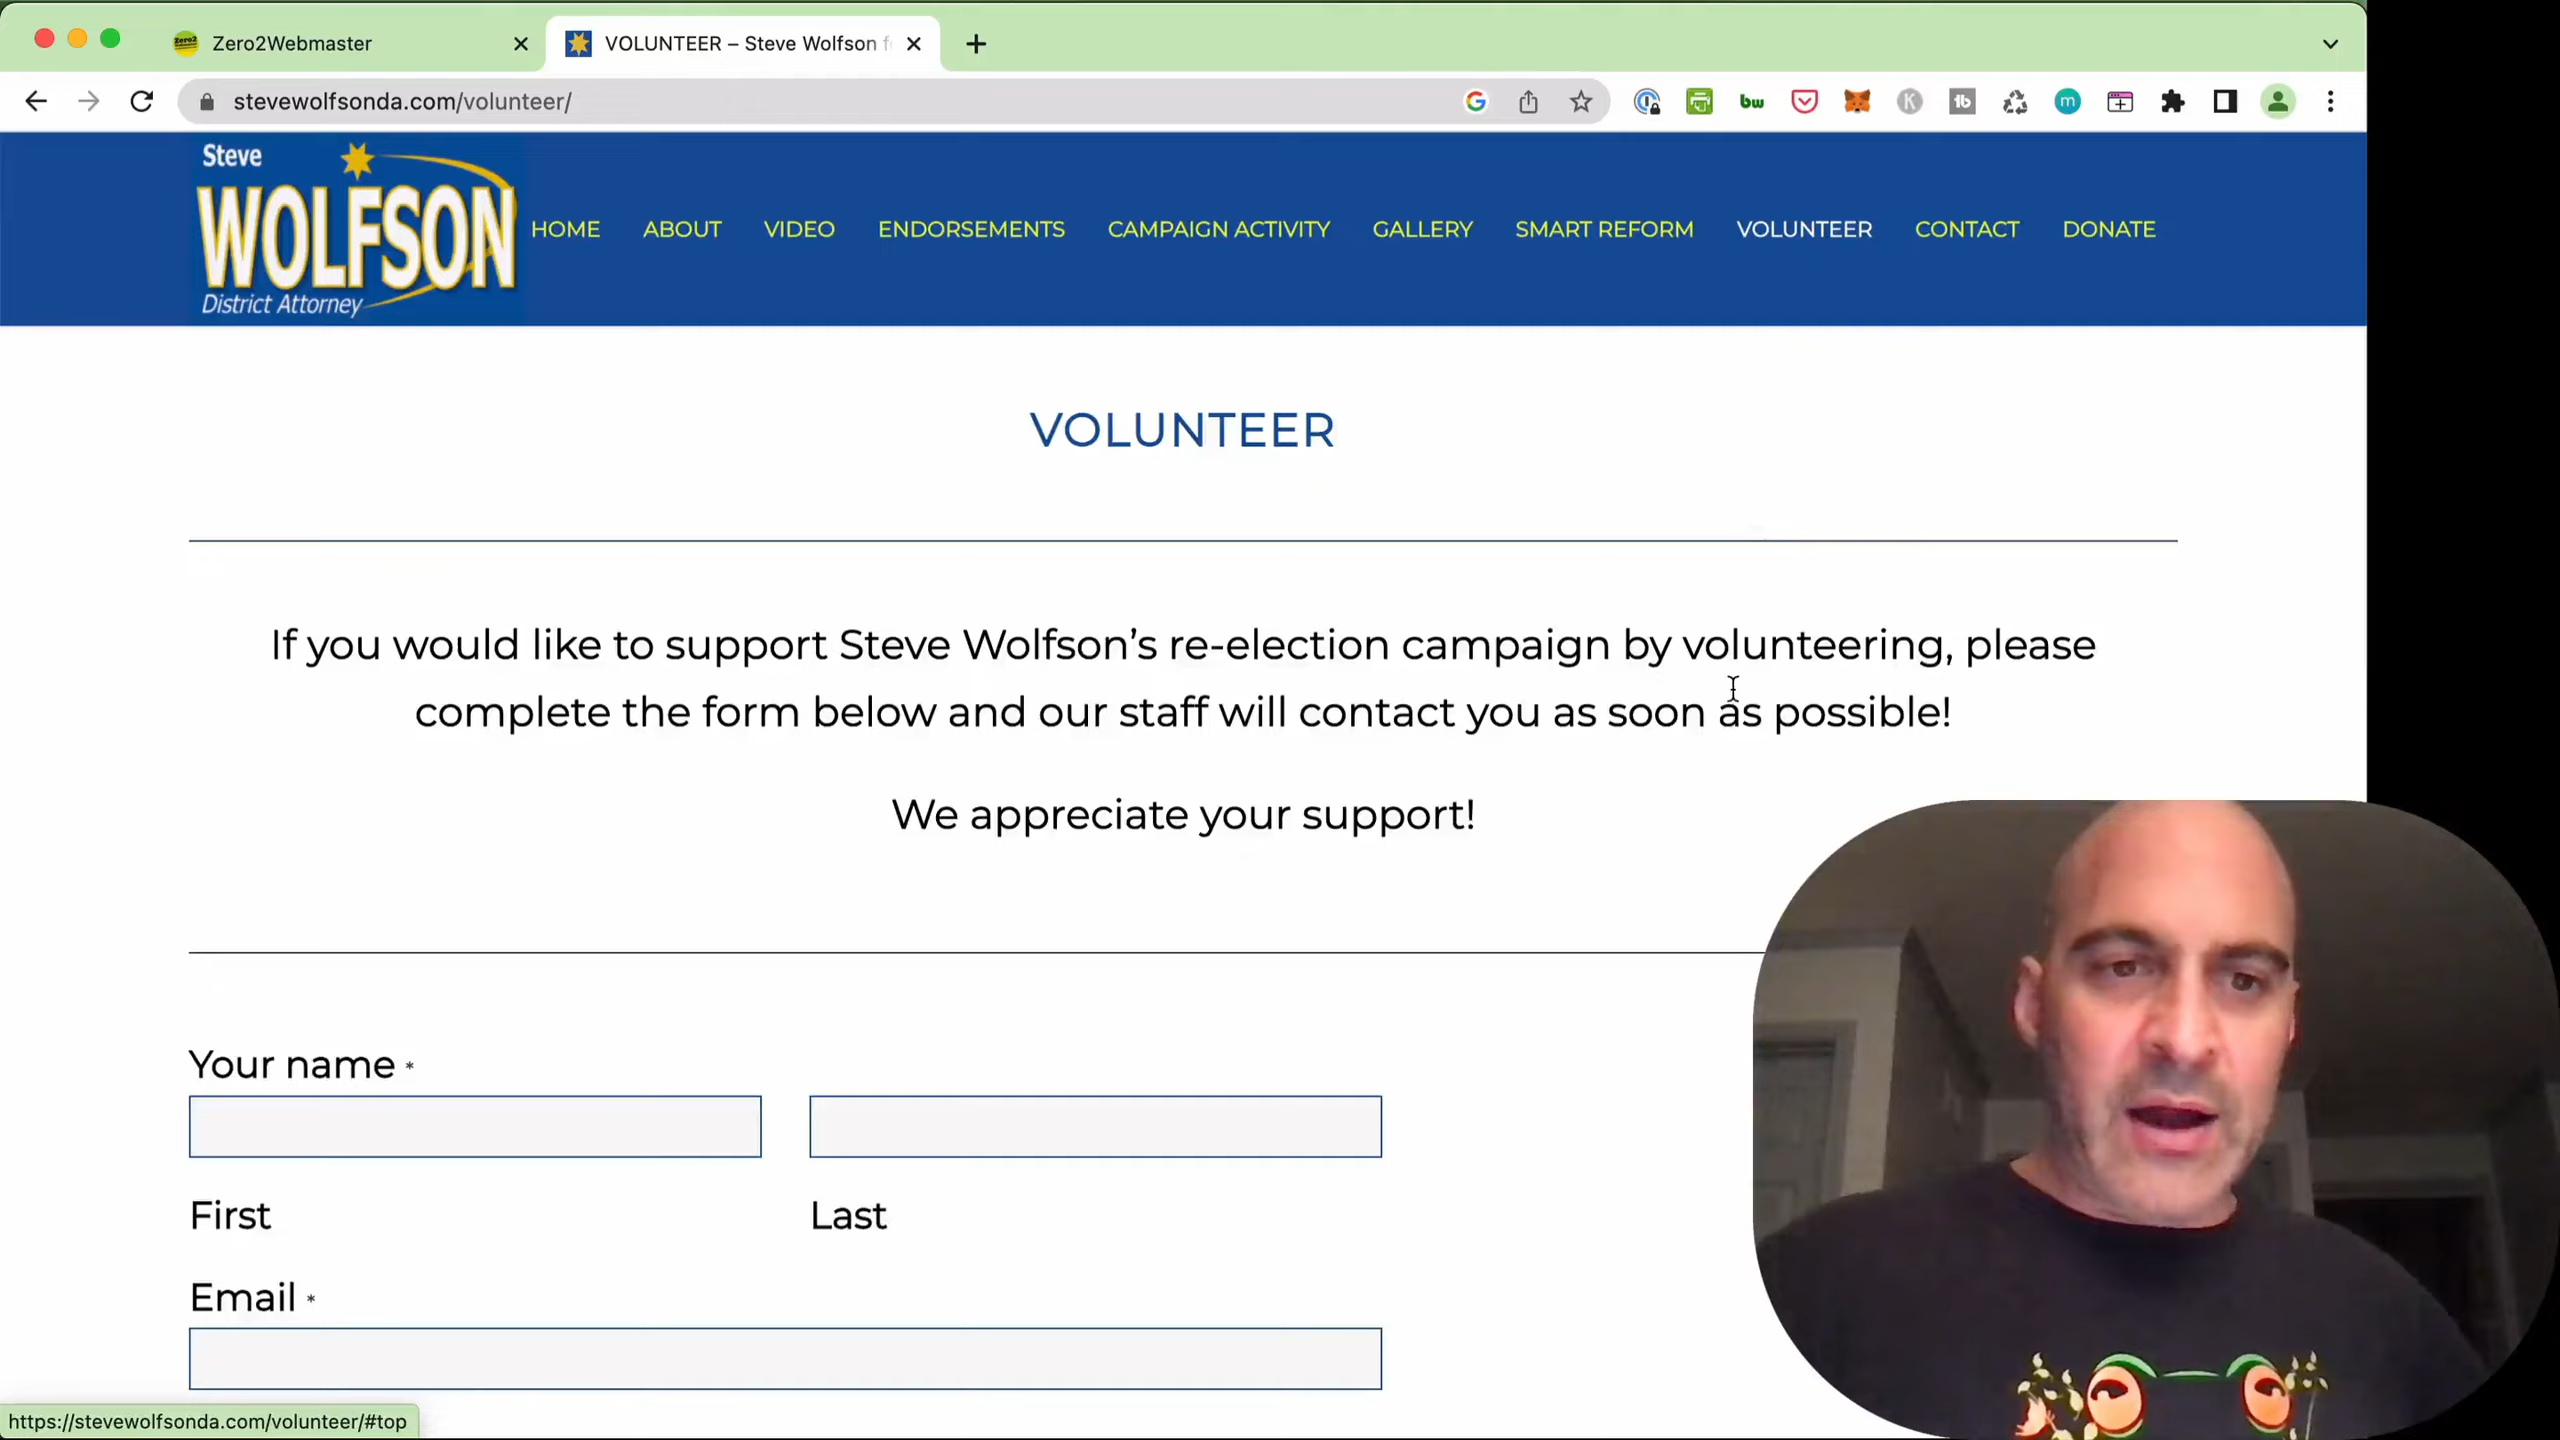 Zero2Webmaster
VOLUNTEER – Steve Wolfson f
stevewolfsonda.com/volunteer/
Steve
WOLFSON
District Attorney
HOME ABOUT VIDEO ENDORSEMENTS CAMPAIGN ACTIVITY GALLERY SMART REFORM VOLUNTEER CONTACT DONATE
VOLUNTEER
If you would like to support Steve Wolfson’s re-election campaign by volunteering, please
complete the form below and our staff will contact you as soon as possible!
We appreciate your support!
Your name *
First Last
Email *
https://stevewolfsonda.com/volunteer/#top